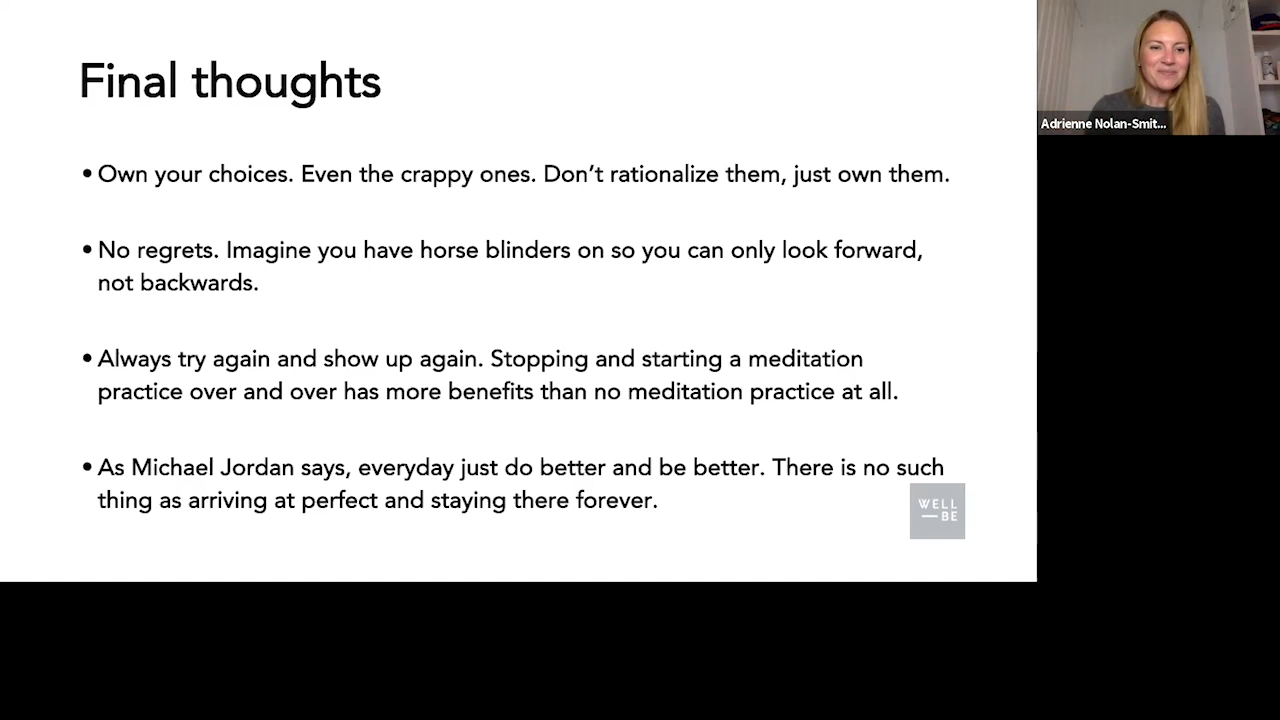 Final thoughts
Adrienne Nolan-Smit...
• Own your choices. Even the crappy ones. Don’t rationalize them, just own them.
• No regrets. Imagine you have horse blinders on so you can only look forward,
not backwards.
• Always try again and show up again. Stopping and starting a meditation
practice over and over has more benefits than no meditation practice at all.
• As Michael Jordan says, everyday just do better and be better. There is no such
thing as arriving at perfect and staying there forever.
WELL
—BE